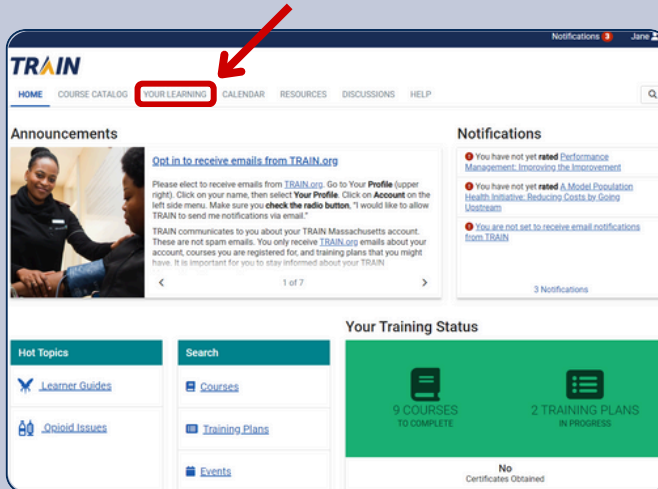 Notifications 3 Jane
TRAIN
HOME COURSE CATALOG YOUR LEARNING CALENDAR RESOURCES DISCUSSIONS HELP
Announcements
Opt in to receive emails from TRAIN.org
Please elect to receive emails from TRAIN.org. Go to Your Profile (upper
right). Click on your name, then select Your Profile. Click on Account on the
left side menu. Make sure you check the radio button, "I would like to allow
TRAIN to send me notifications via email."
TRAIN communicates to you about your TRAIN Massachusetts account.
These are not spam emails. You only receive TRAIN.org emails about your
account, courses you are registered for, and training plans that you might
have. It is important for you to stay informed about your TRAIN
1 of 7
Notifications
You have not yet rated Performance
Management: Improving the Improvement
You have not yet rated A Model Population
Health Initiative: Reducing Costs by Going
Upstream
You are not set to receive email notifications
from TRAIN
3 Notifications
Hot Topics
Learner Guides
Opioid Issues
Search
Courses
Training Plans
Events
Your Training Status
9 COURSES
TO COMPLETE
2 TRAINING PLANS
IN PROGRESS
No
Certificates Obtained